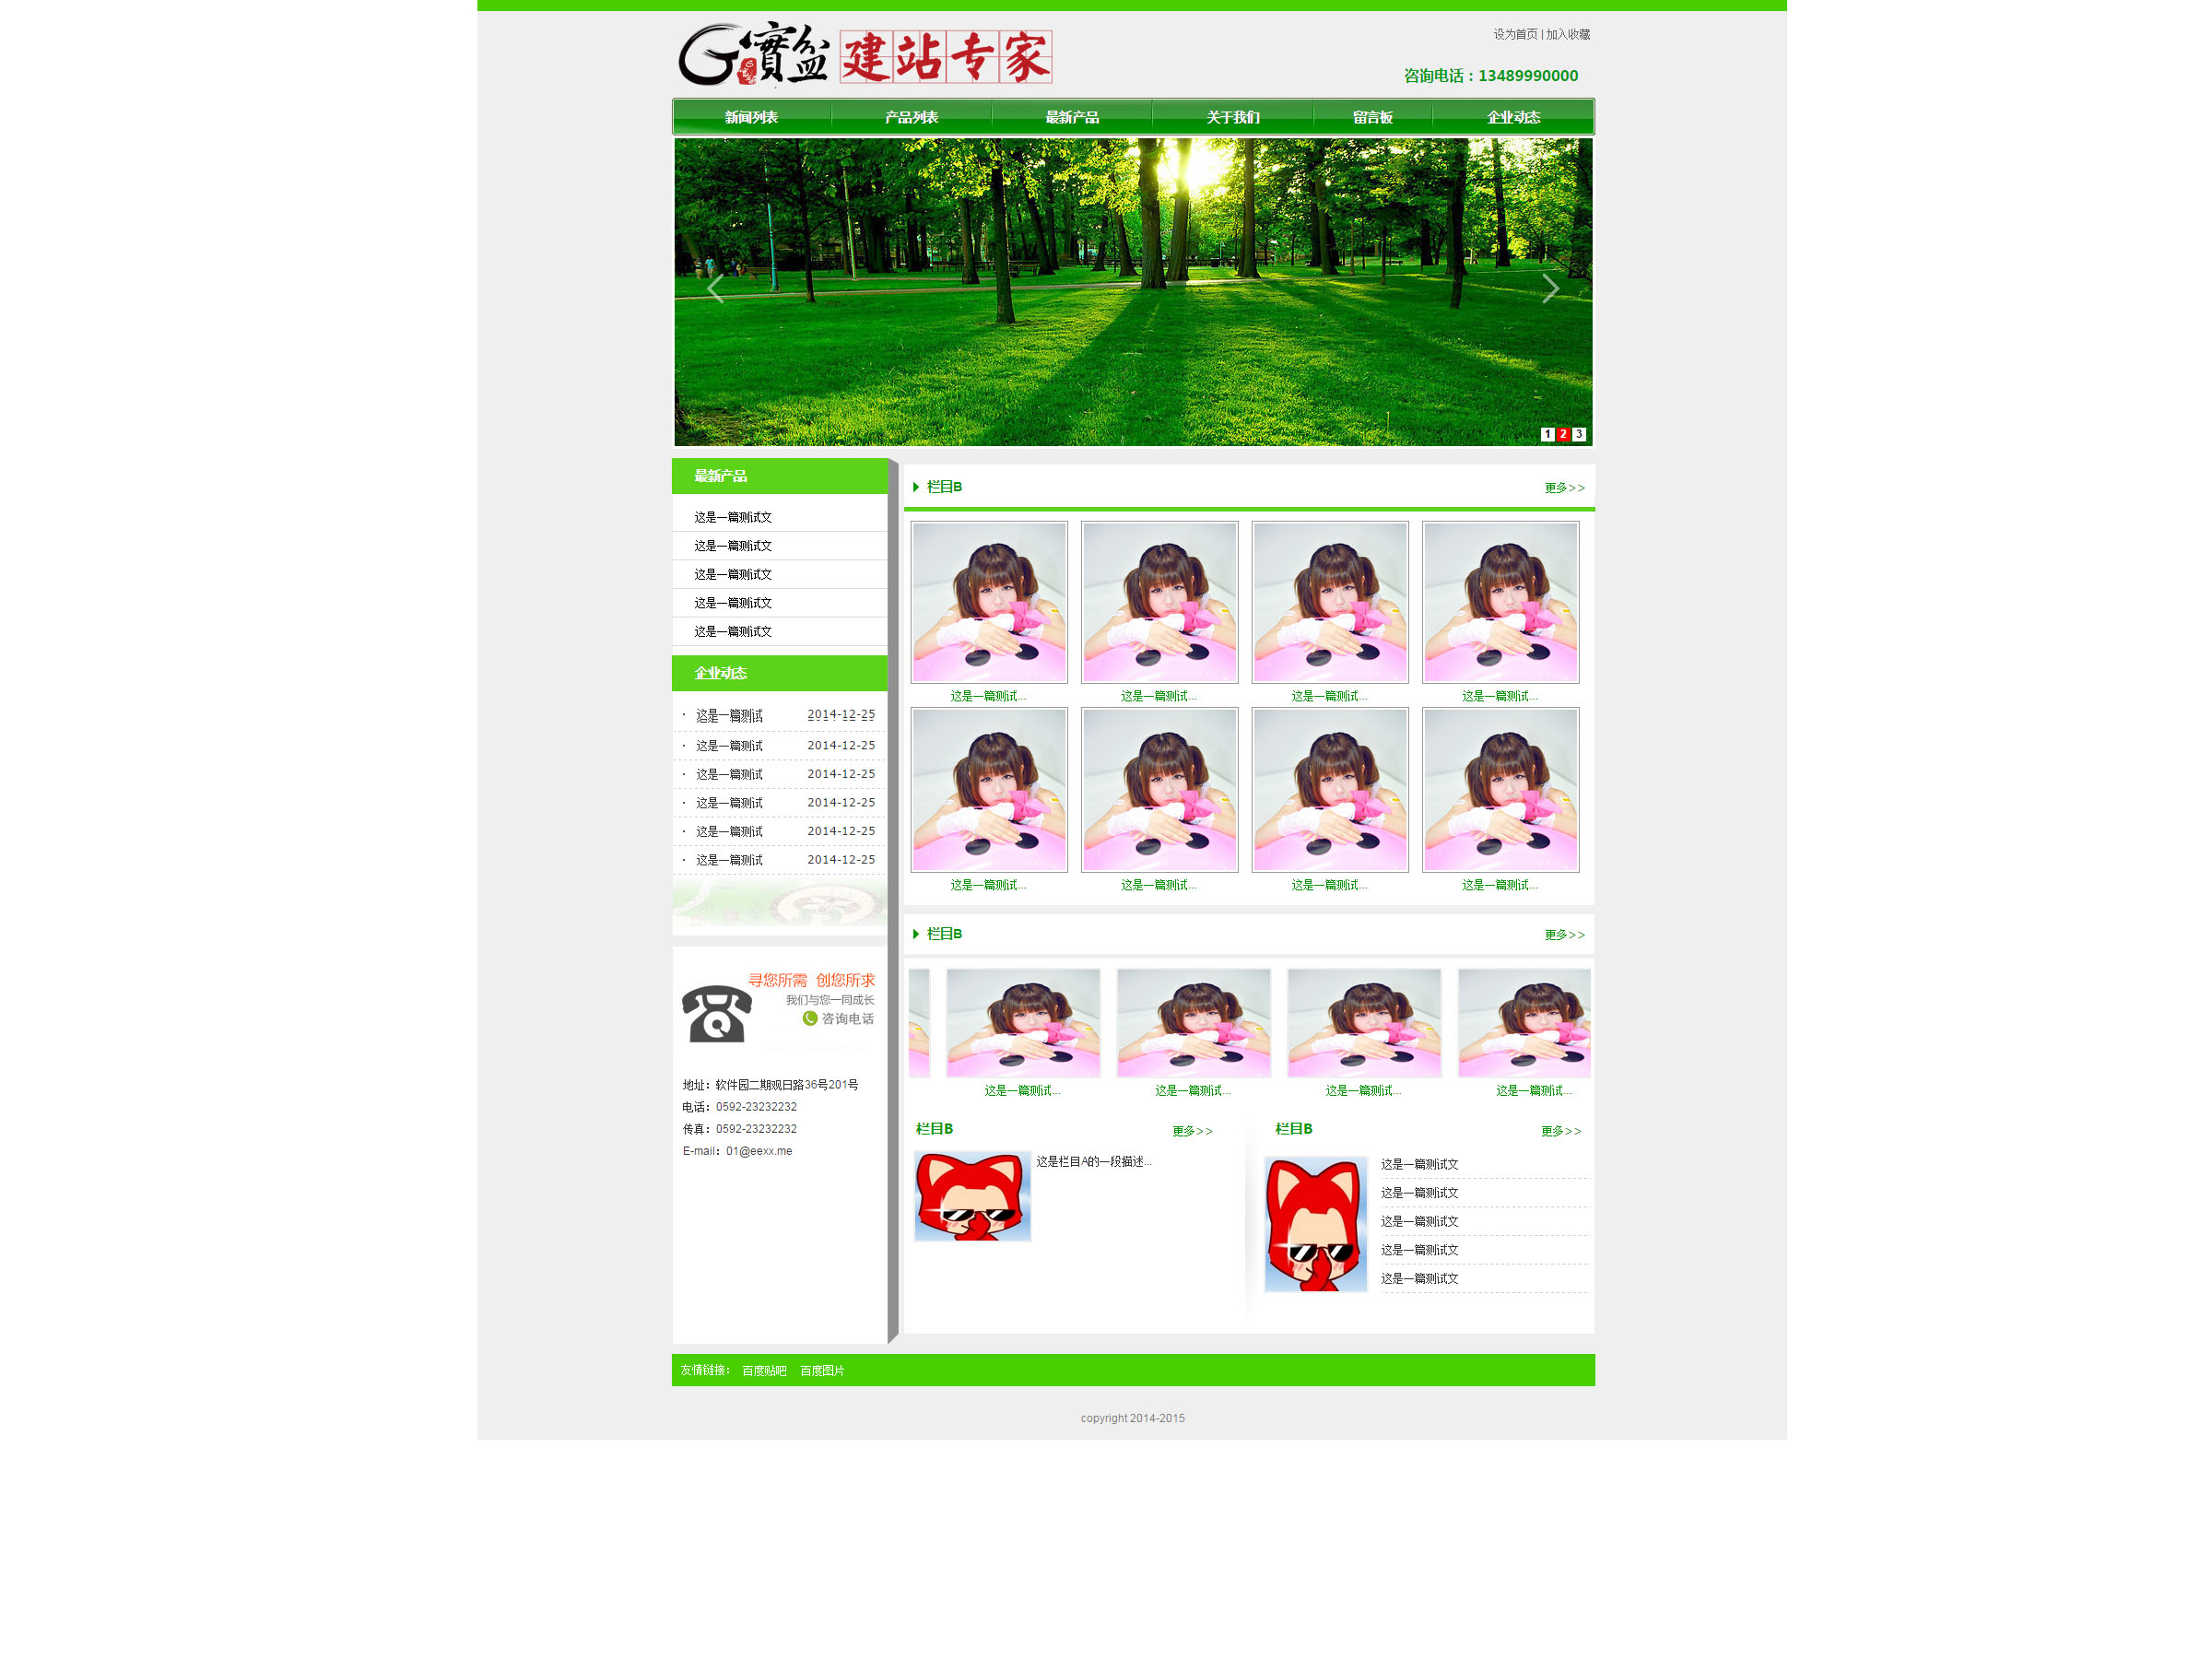 G寶盆 建站专家
设为首页 | 加入收藏
咨询电话：13489990000
新闻列表 产品列表 最新产品 关于我们 留言板 企业动态
1 2 3
最新产品
这是一篇测试文
这是一篇测试文
这是一篇测试文
这是一篇测试文
这是一篇测试文
企业动态
· 这是一篇测试 2014-12-25
· 这是一篇测试 2014-12-25
· 这是一篇测试 2014-12-25
· 这是一篇测试 2014-12-25
· 这是一篇测试 2014-12-25
· 这是一篇测试 2014-12-25
寻您所需 创您所求
我们与您一同成长
咨询电话
地址：软件园二期观日路36号201号
电话：0592-23232232
传真：0592-23232232
E-mail：01@eexx.me
栏目B 更多>>
这是一篇测试... 这是一篇测试... 这是一篇测试... 这是一篇测试...
这是一篇测试... 这是一篇测试... 这是一篇测试... 这是一篇测试...
栏目B 更多>>
这是一篇测试... 这是一篇测试... 这是一篇测试... 这是一篇测试...
栏目B 更多>>
这是栏目A的一段描述...
栏目B 更多>>
这是一篇测试文
这是一篇测试文
这是一篇测试文
这是一篇测试文
这是一篇测试文
友情链接： 百度贴吧 百度图片
copyright 2014-2015